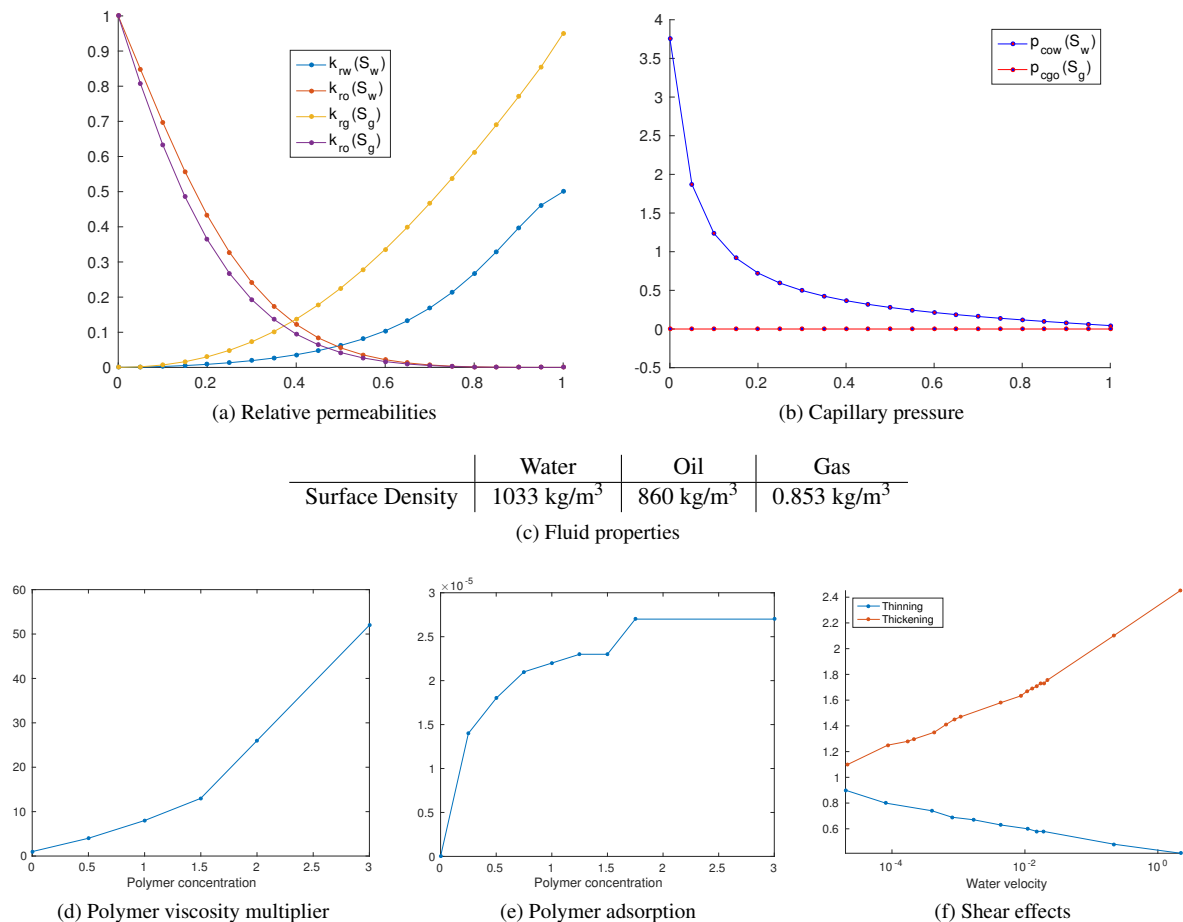 1
0.9
0.8
0.7
0.6
0.5
0.4
0.3
0.2
0.1
0
0 0.2 0.4 0.6 0.8 1
k_rw(S_w)
k_ro(S_w)
k_rg(S_g)
k_ro(S_g)
(a) Relative permeabilities
4
3.5
3
2.5
2
1.5
1
0.5
0
-0.5
0 0.2 0.4 0.6 0.8 1
p_cow(S_w)
p_cgo(S_g)
(b) Capillary pressure
Water Oil Gas
Surface Density 1033 kg/m³ 860 kg/m³ 0.853 kg/m³
(c) Fluid properties
60
50
40
30
20
10
0
0 0.5 1 1.5 2 3
Polymer concentration
(d) Polymer viscosity multiplier
×10⁻⁵
3
2.5
2
1.5
1
0.5
0
0 0.5 1 1.5 2 3
Polymer concentration
(e) Polymer adsorption
2.4
2.2
2
1.8
1.6
1.4
1.2
1
0.8
0.6
Thinning
Thickening
10⁻⁴ 10⁻² 10⁰
Water velocity
(f) Shear effects